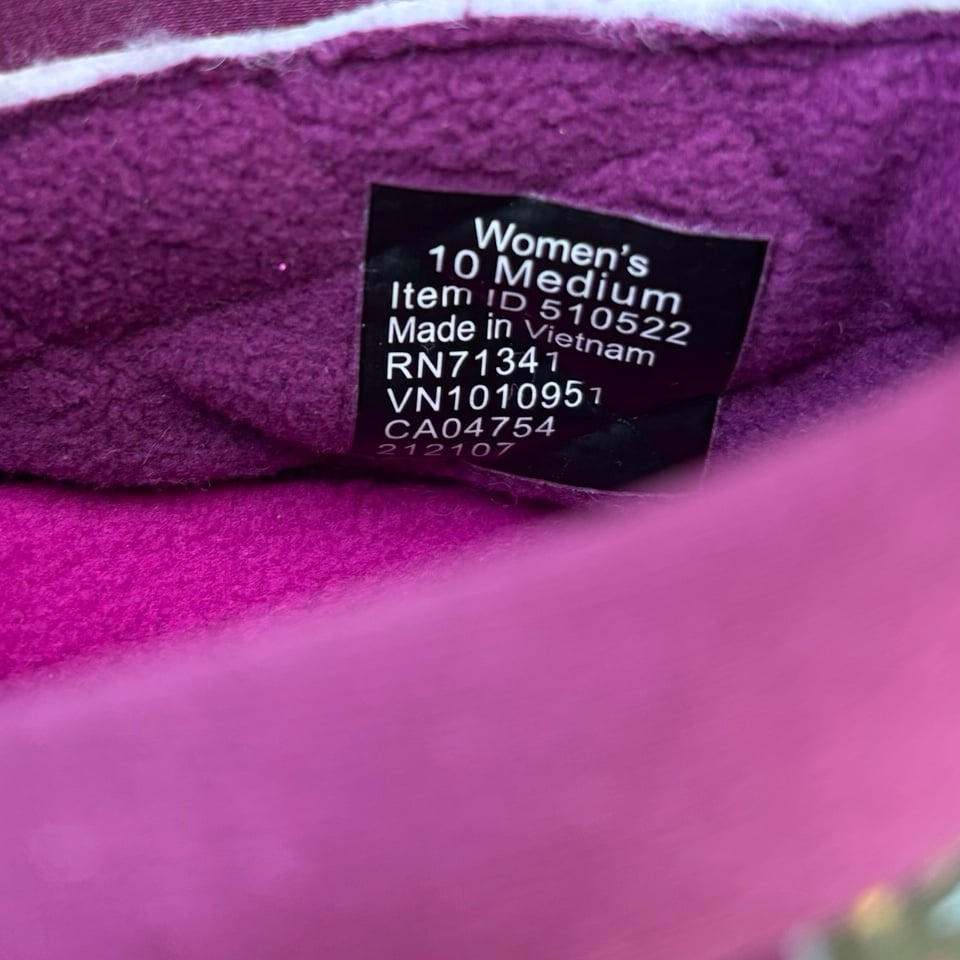 Women's
10 Medium
Item ID 510522
Made in Vietnam
RN71341
VN1010951
CA04754
212107